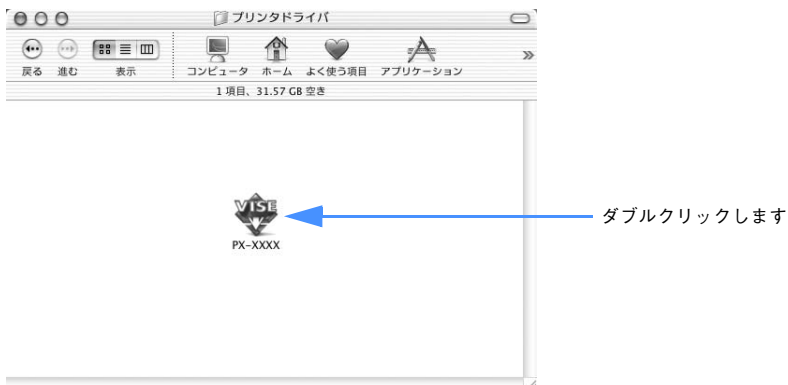 プリンタドライバ
戻る 進む 表示 コンピュータ ホーム よく使う項目 アプリケーション
1 項目、31.57 GB 空き
VISE
ダブルクリックします
PX-XXXX